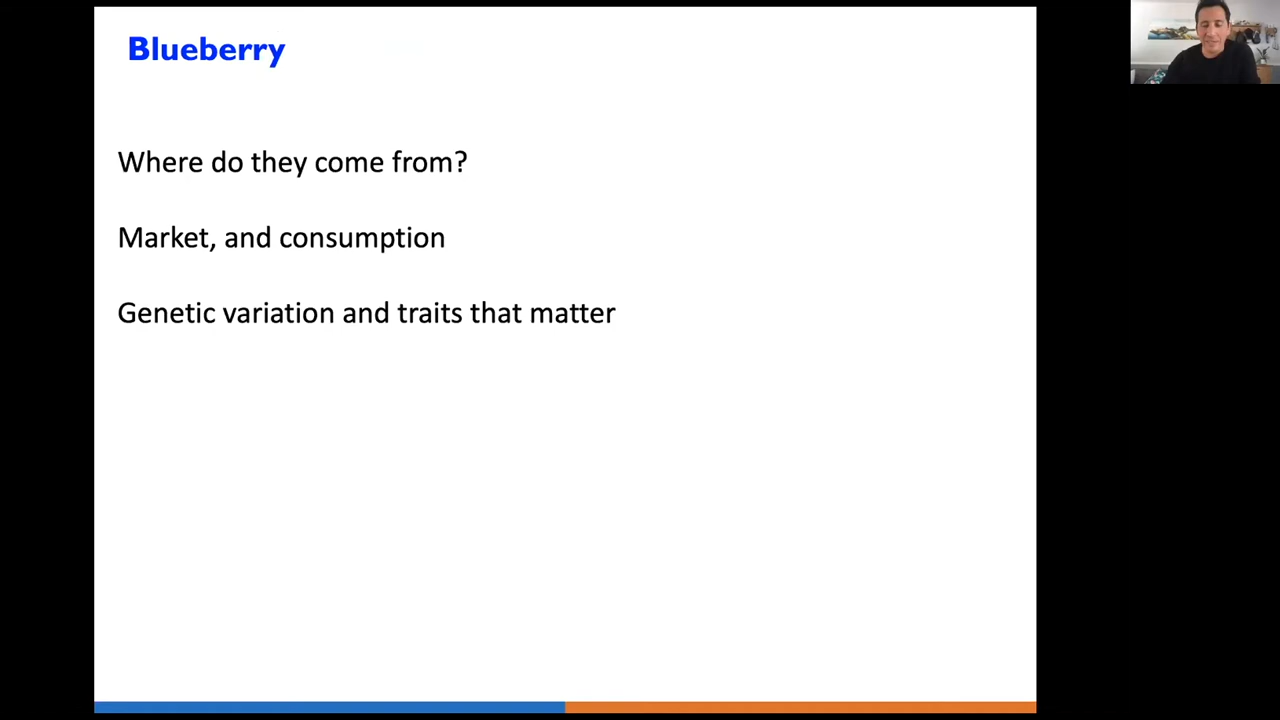 Blueberry
Where do they come from?
Market, and consumption
Genetic variation and traits that matter